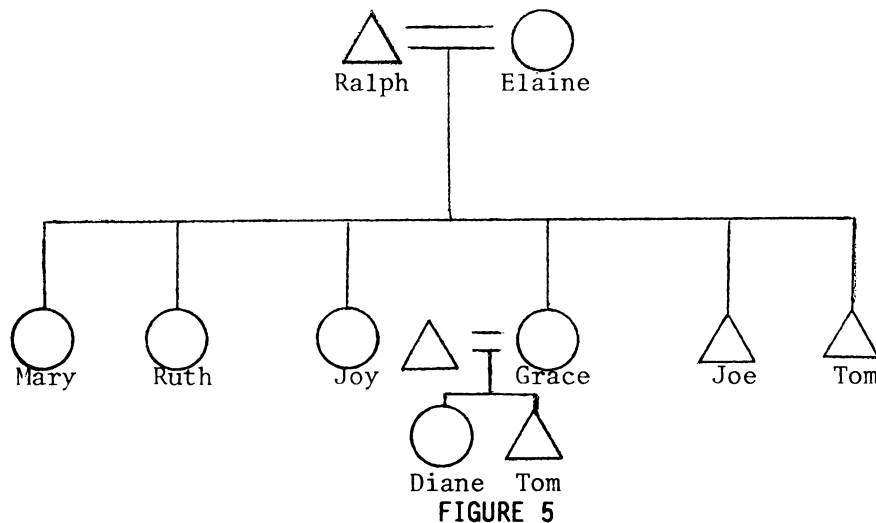 Ralph Elaine
Mary Ruth Joy Grace Joe Tom
Diane Tom
FIGURE 5